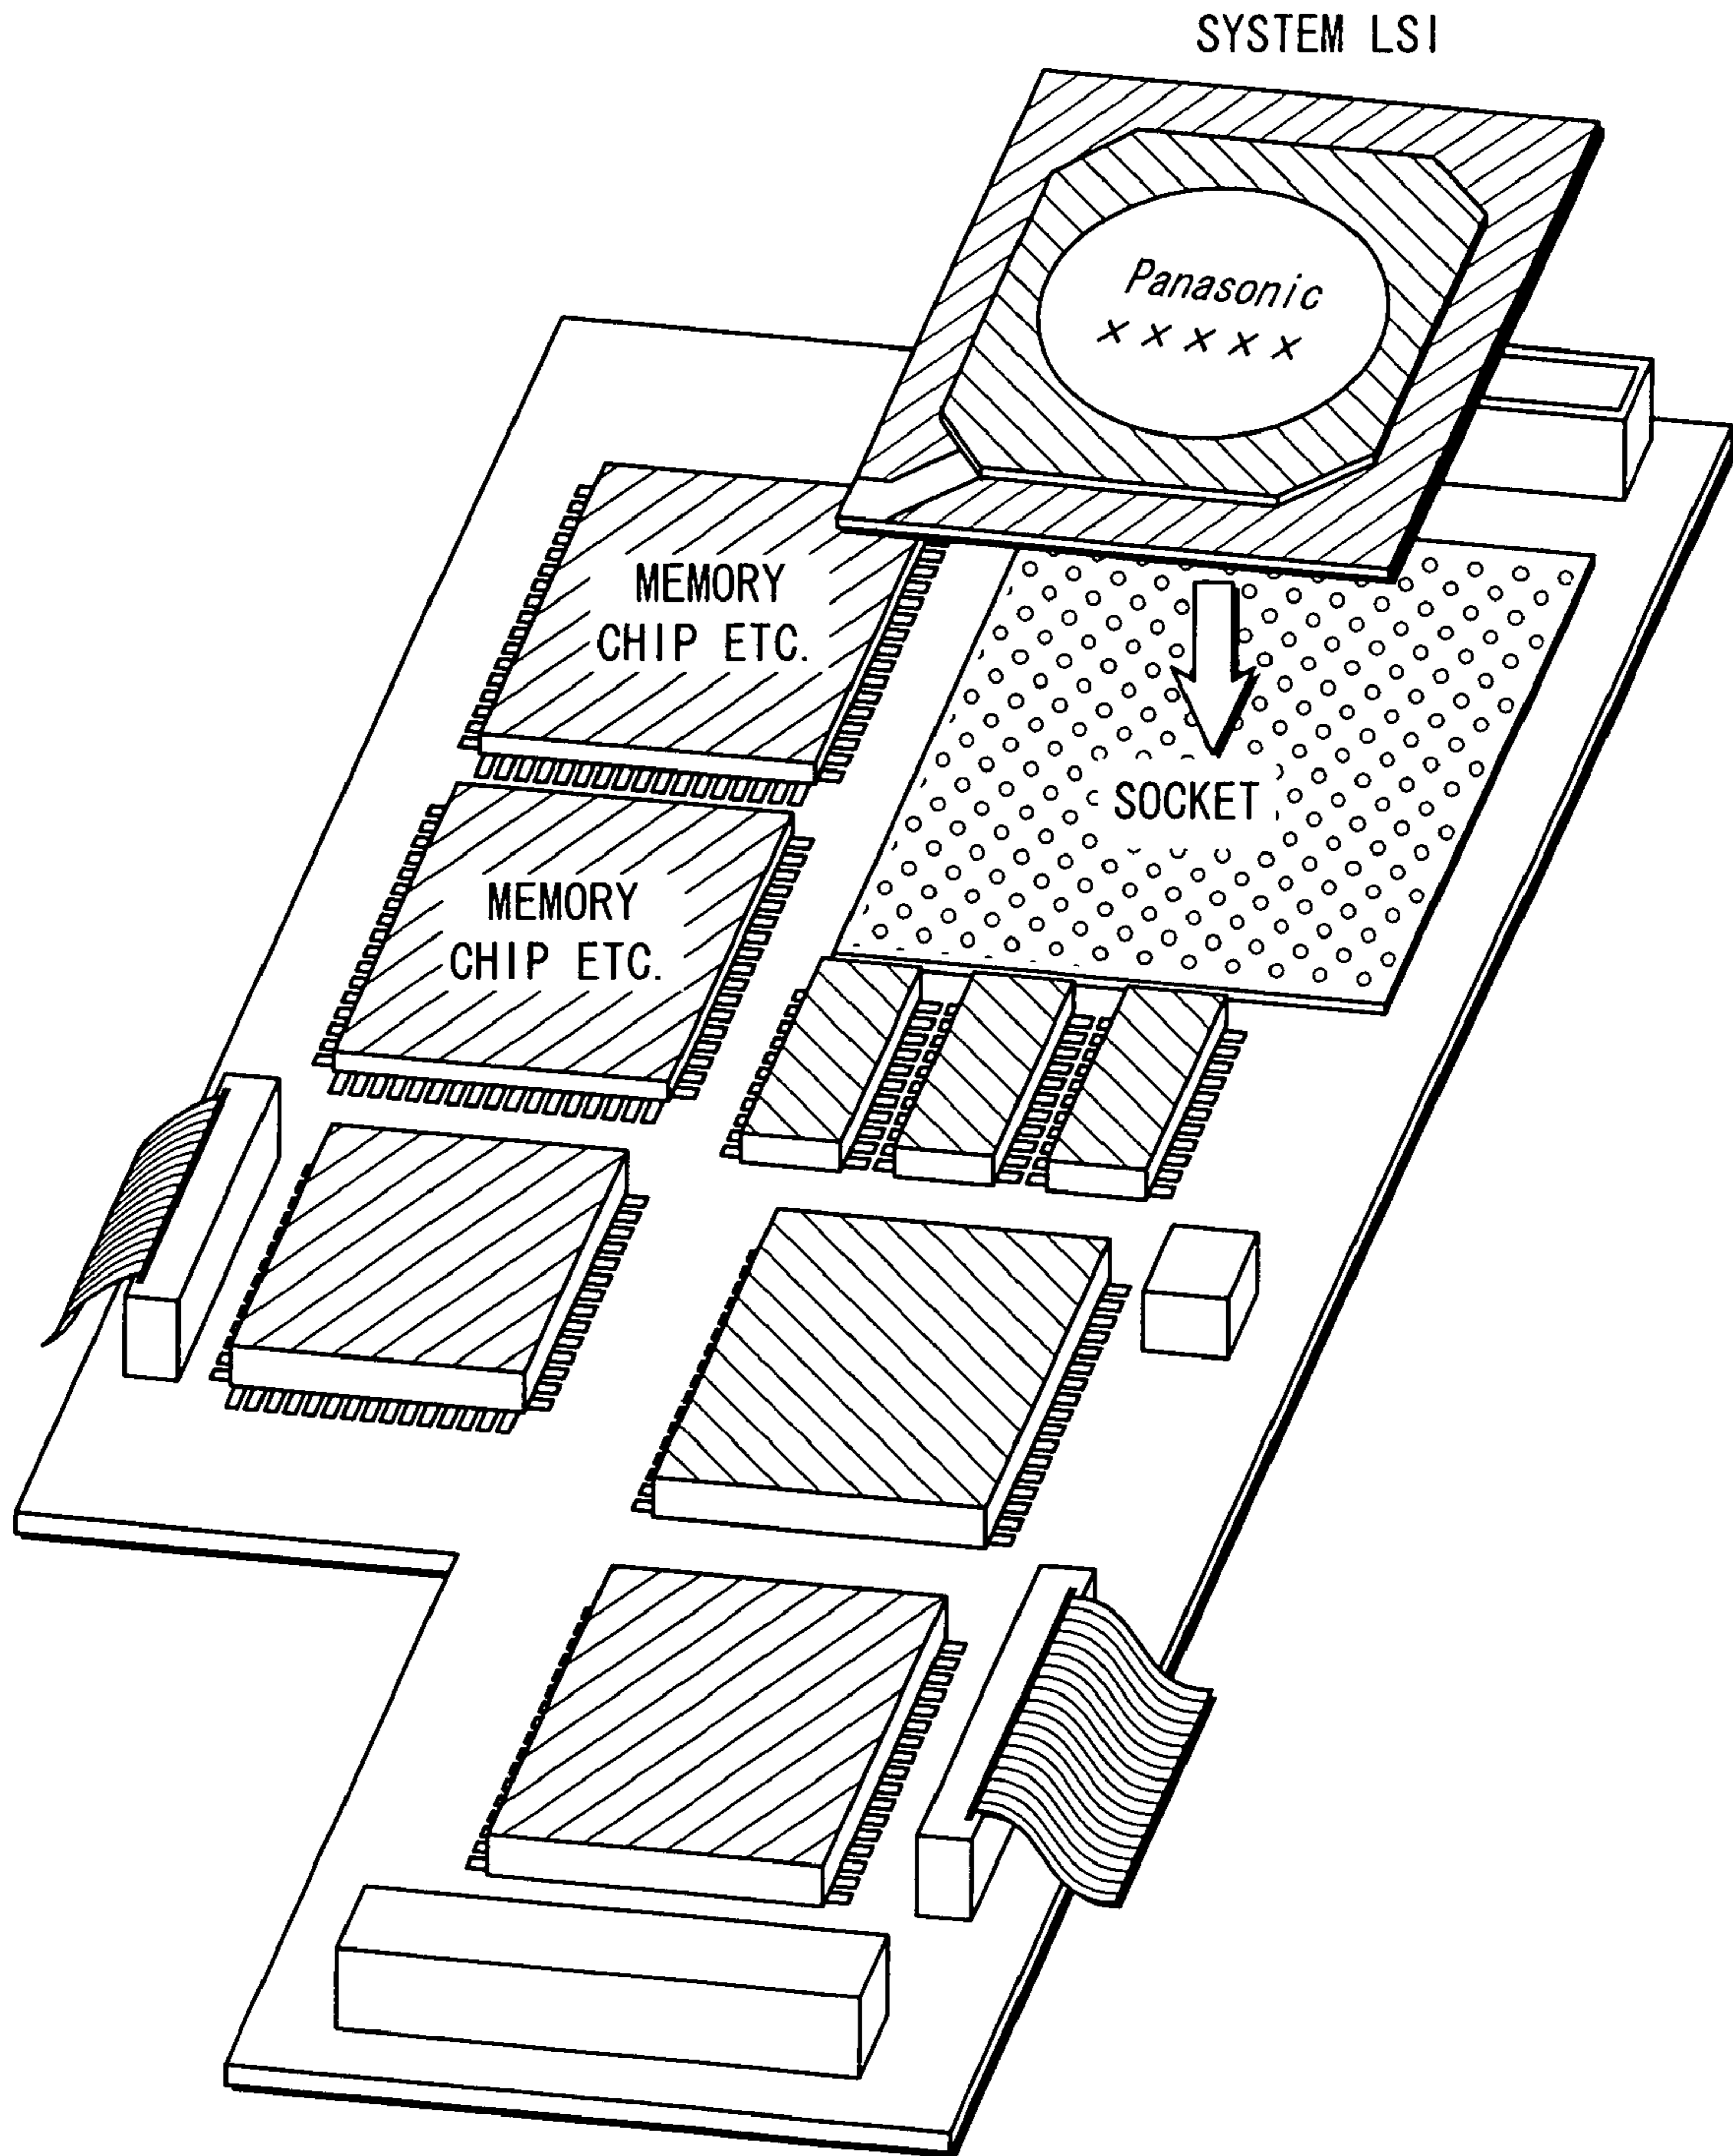 SYSTEM LSI
Panasonic
×××××
MEMORY
CHIP ETC.
SOCKET
MEMORY
CHIP ETC.